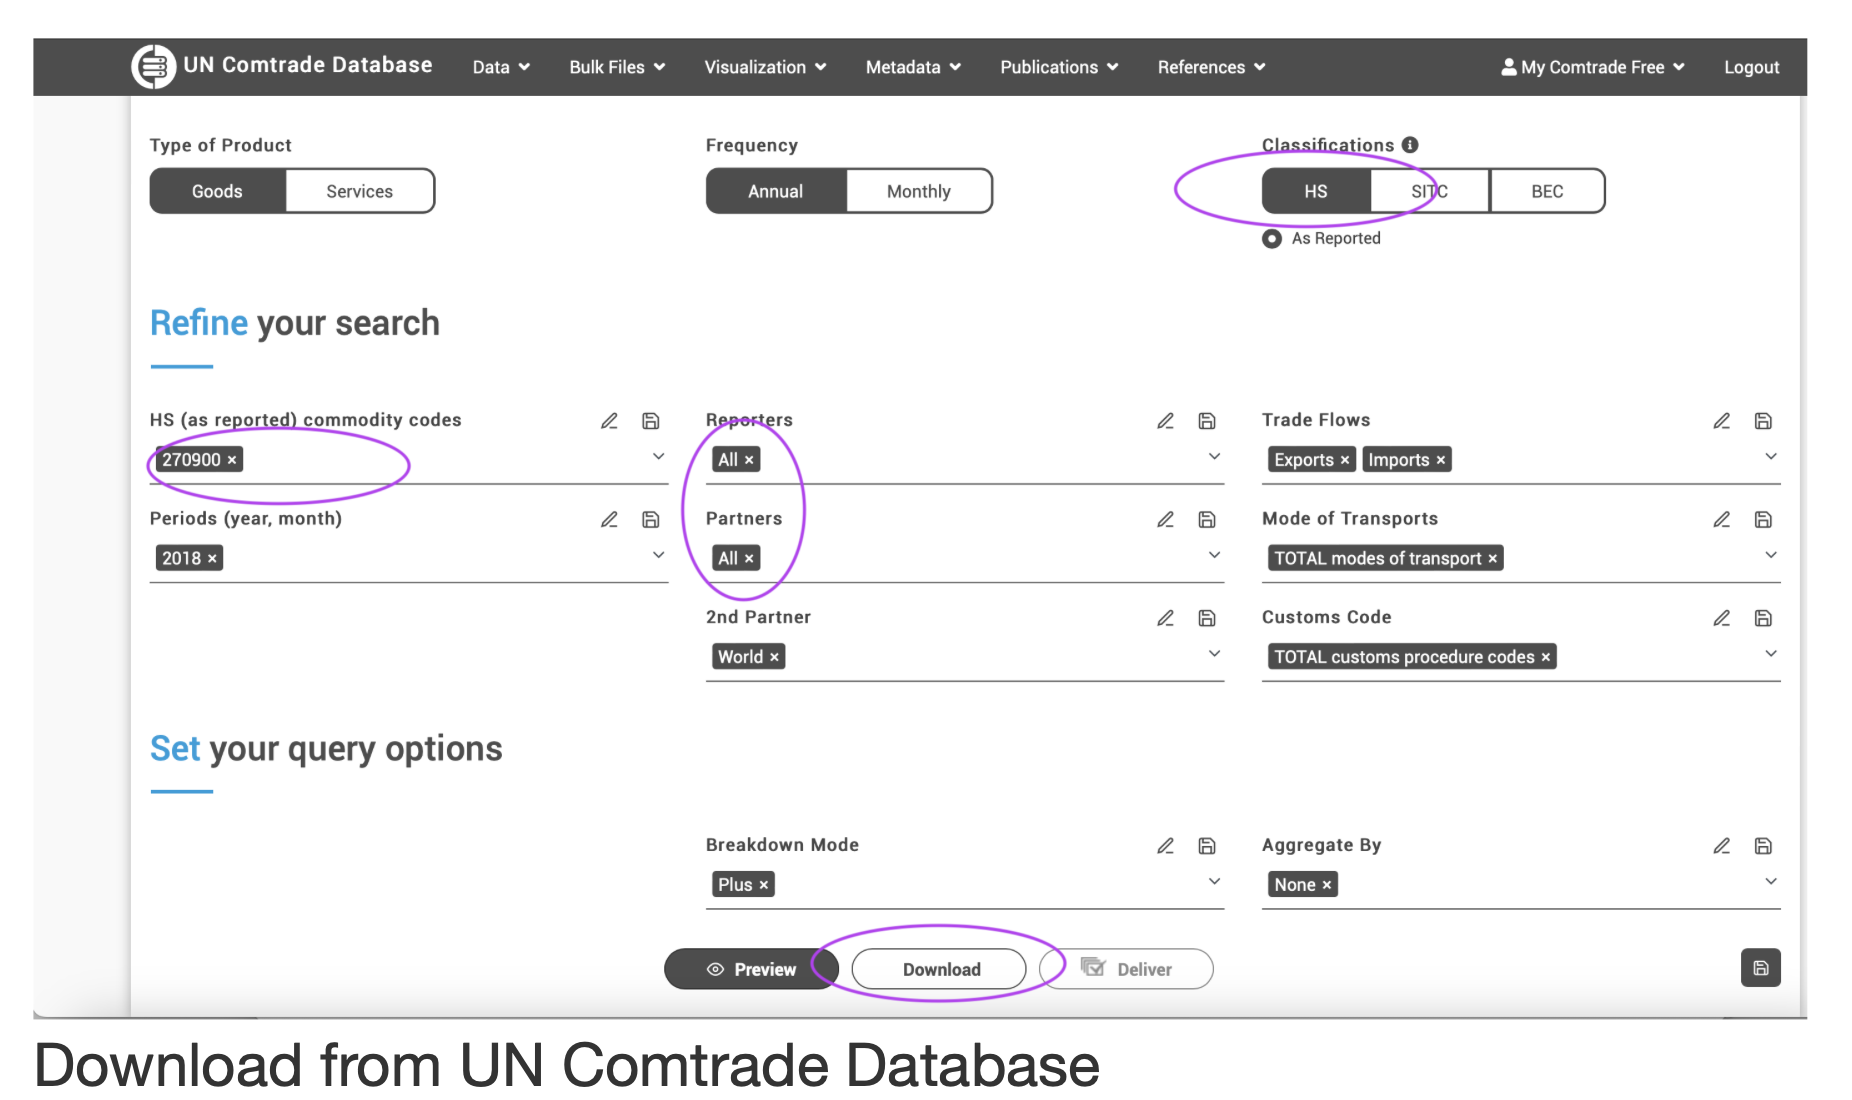 UN Comtrade Database Data Bulk Files Visualization Metadata Publications References My Comtrade Free Logout
Type of Product Frequency Classifications
Goods Services Annual Monthly HS SITC BEC
As Reported
Refine your search
HS (as reported) commodity codes Reporters Trade Flows
270900 × All × Exports × Imports ×
Periods (year, month) Partners Mode of Transports
2018 × All × TOTAL modes of transport ×
2nd Partner Customs Code
World × TOTAL customs procedure codes ×
Set your query options
Breakdown Mode Aggregate By
Plus × None ×
Preview Download Deliver
Download from UN Comtrade Database